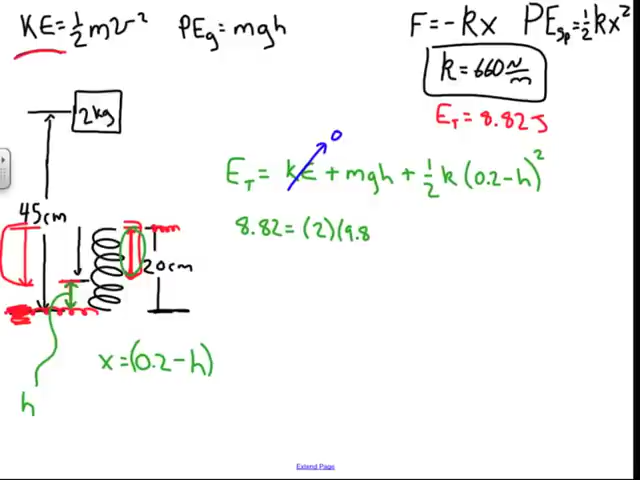 KE=½mv² PEg=mgh F=-kx PEsp=½kx²
k=660 N/m
2kg
ET=8.82J
0
ET = KE + mgh + ½k(0.2-h)²
45cm
8.82=(2)(9.8
20cm
x=(0.2-h)
h
Extend Page